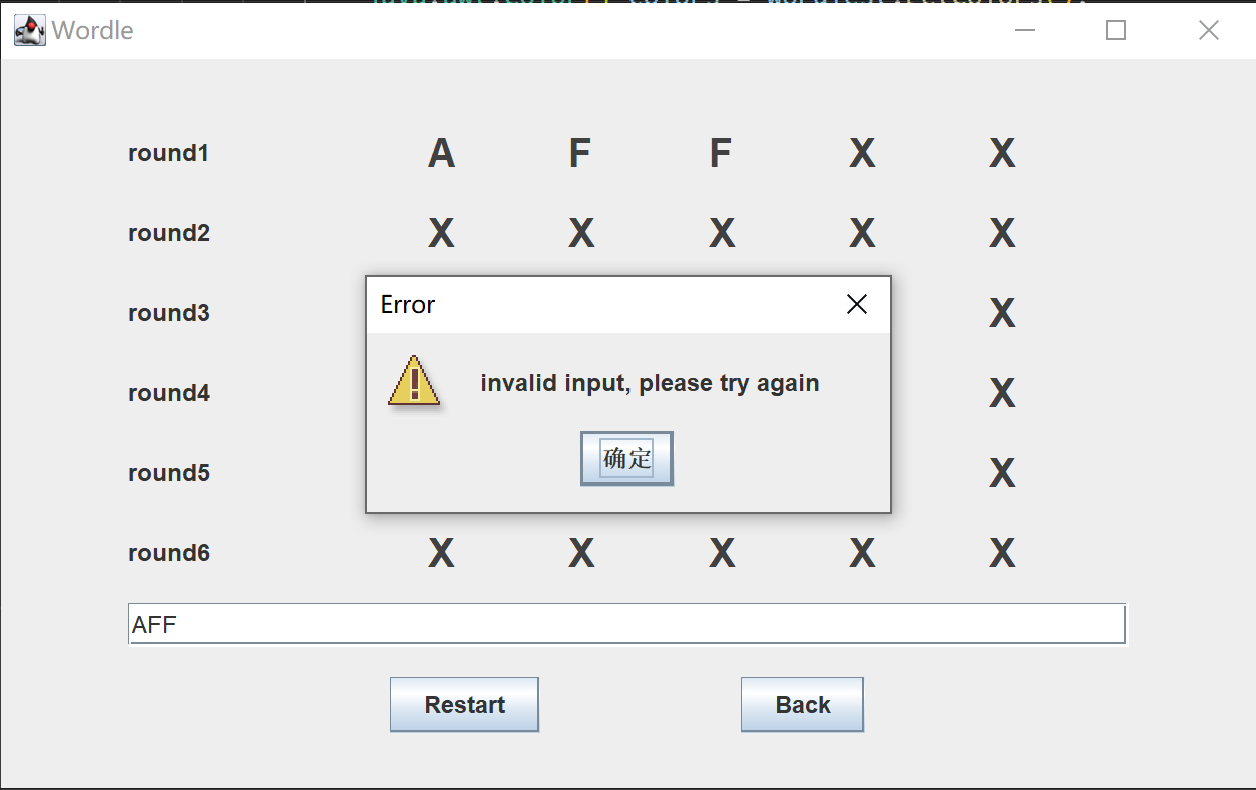 Wordle
round1 A F F X X
round2 X X X X X
round3 X
round4 X
round5 X
round6 X X X X X
Error
invalid input, please try again
确定
AFF
Restart Back